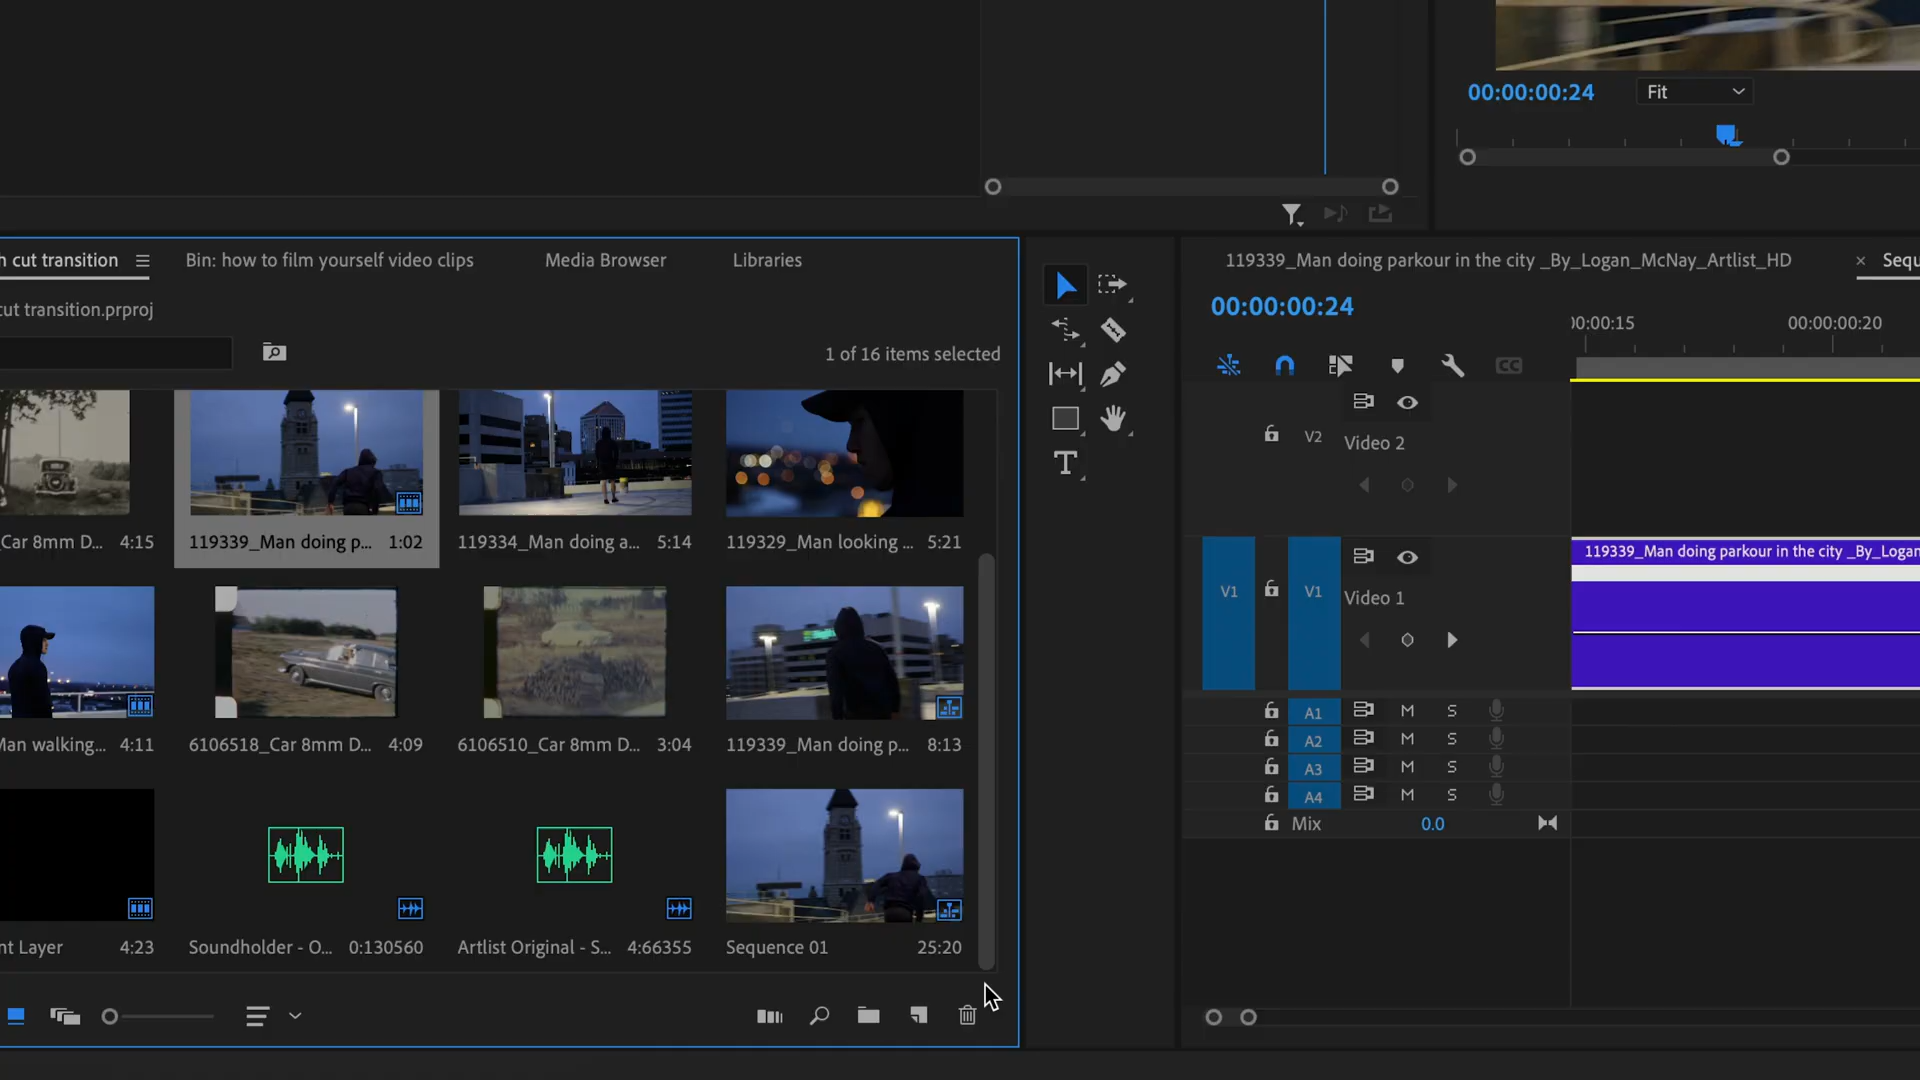 00:00:00:24
Fit
h cut transition
Bin: how to film yourself video clips
Media Browser
Libraries
cut transition.prproj
1 of 16 items selected
Car 8mm D... 4:15
119339_Man doing p... 1:02
119334_Man doing a... 5:14
119329_Man looking ... 5:21
Man walking... 4:11
6106518_Car 8mm D... 4:09
6106510_Car 8mm D... 3:04
119339_Man doing p... 8:13
nt Layer 4:23
Soundholder - O... 0:130560
Artlist Original - S... 4:66355
Sequence 01 25:20
T
119339_Man doing parkour in the city _By_Logan_McNay_Artlist_HD
× Sequ
00:00:00:24
00:00:15
00:00:00:20
CC
V2
Video 2
V1
V1
Video 1
119339_Man doing parkour in the city _By_Logan
A1 M S
A2 M S
A3 M S
A4 M S
Mix 0.0